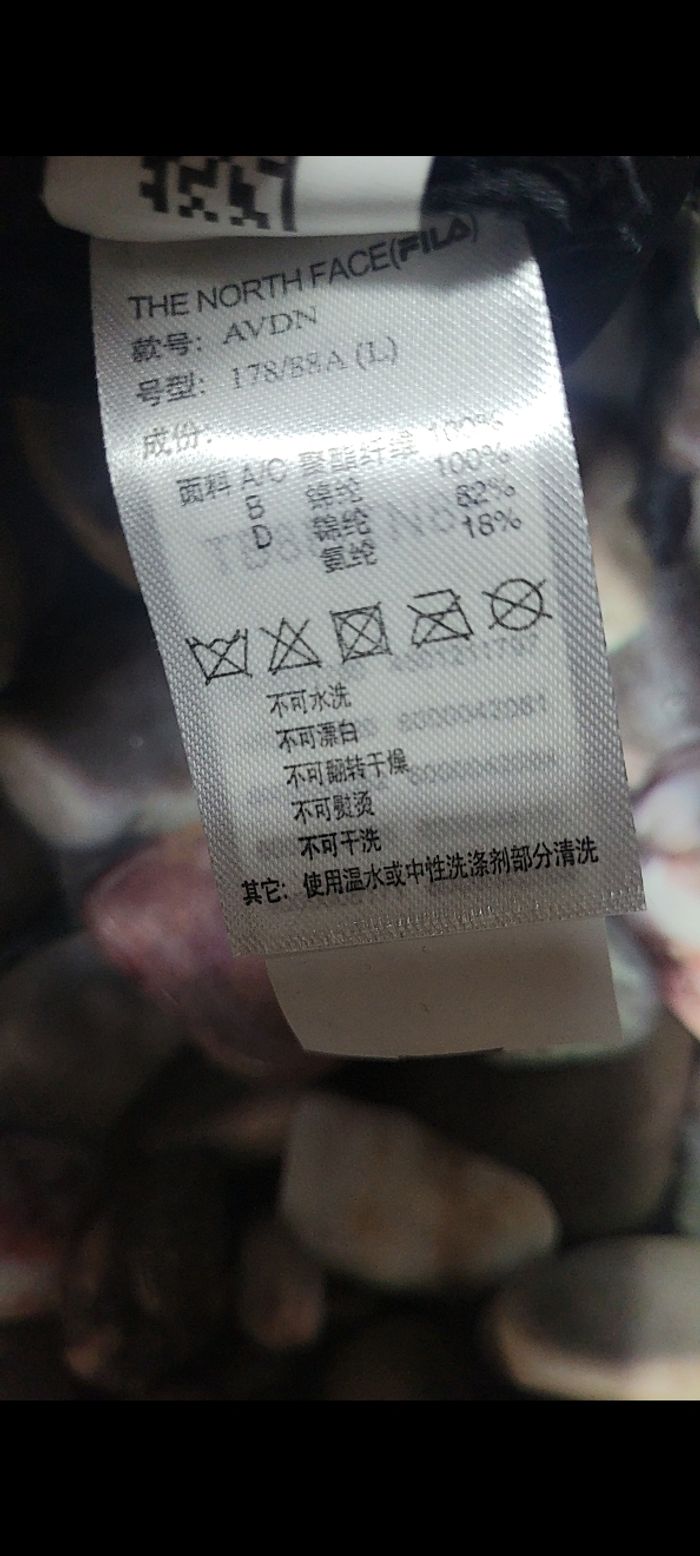 THE NORTH FACE(FILA)
款号: AVDN
号型: 178/88A (L)
成份:
面料 A/C 聚酯纤维 100%
B 锦纶 100%
D 锦纶 82%
氨纶 18%
不可水洗
不可漂白
不可翻转干燥
不可熨烫
不可干洗
其它: 使用温水或中性洗涤剂部分清洗